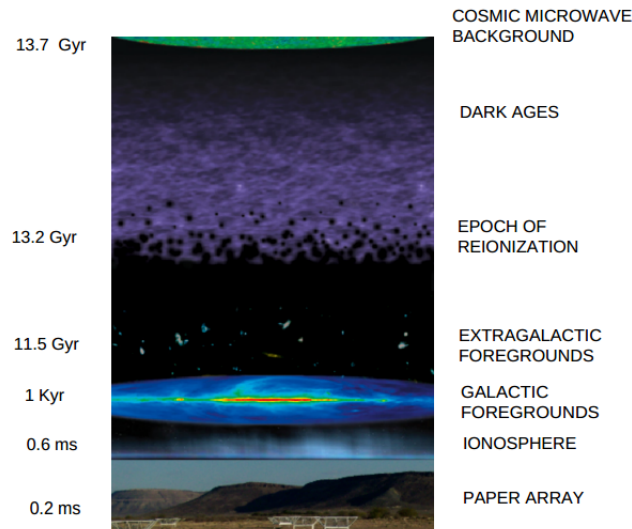 COSMIC MICROWAVE
BACKGROUND
13.7 Gyr
DARK AGES
13.2 Gyr
EPOCH OF
REIONIZATION
11.5 Gyr
EXTRAGALACTIC
FOREGROUNDS
1 Kyr
GALACTIC
FOREGROUNDS
0.6 ms
IONOSPHERE
0.2 ms
PAPER ARRAY